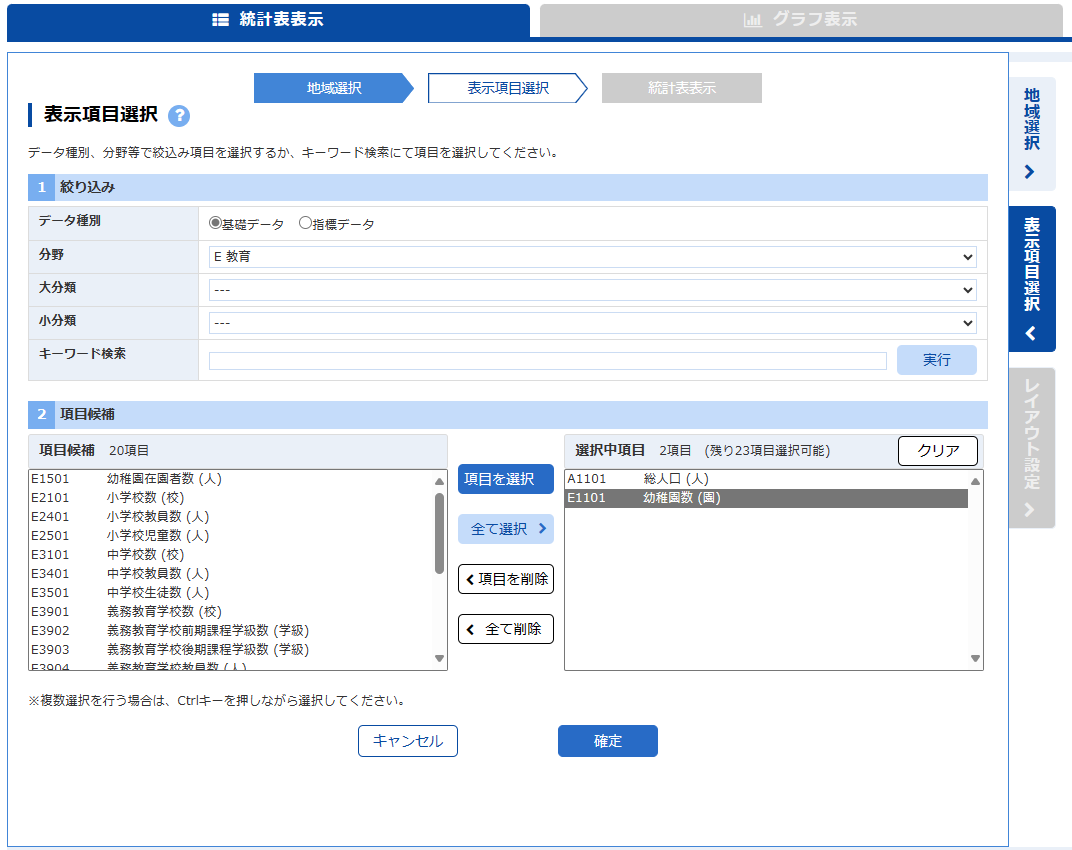 統計表表示
グラフ表示
地域選択
表示項目選択
統計表表示
表示項目選択 ?
データ種別、分野等で絞込み項目を選択するか、キーワード検索にて項目を選択してください。
1 絞り込み
データ種別
基礎データ 指標データ
分野
E 教育
大分類
---
小分類
---
キーワード検索
実行
2 項目候補
項目候補 20項目
E1501 幼稚園在園者数 (人)
E2101 小学校数 (校)
E2401 小学校教員数 (人)
E2501 小学校児童数 (人)
E3101 中学校数 (校)
E3401 中学校教員数 (人)
E3501 中学校生徒数 (人)
E3901 義務教育学校数 (校)
E3902 義務教育学校前期課程学級数 (学級)
E3903 義務教育学校後期課程学級数 (学級)
E3904 義務教育学校教員数 (人)
項目を選択
全て選択
項目を削除
全て削除
選択中項目 2項目 (残り23項目選択可能)
クリア
A1101 総人口 (人)
E1101 幼稚園数 (園)
※複数選択を行う場合は、Ctrlキーを押しながら選択してください。
キャンセル
確定
地域選択
表示項目選択
レイアウト設定